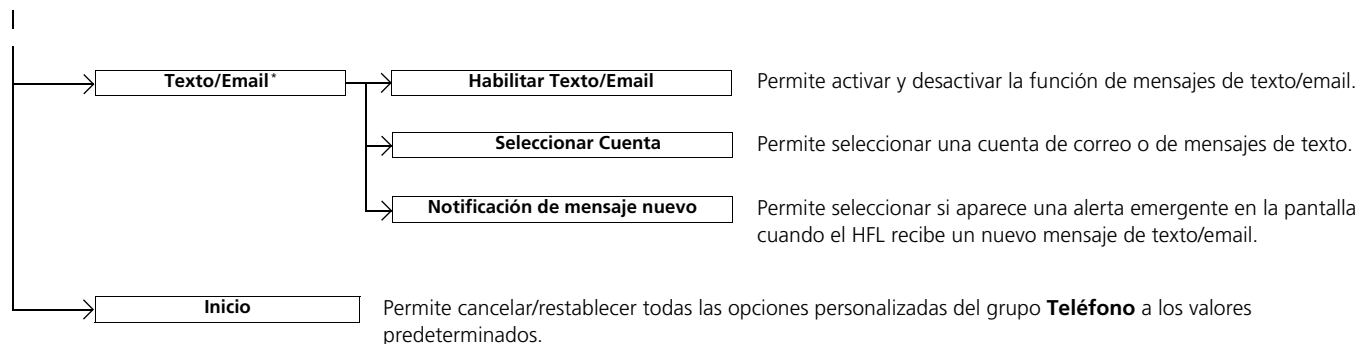 Texto/Email*
Habilitar Texto/Email
Permite activar y desactivar la función de mensajes de texto/email.
Seleccionar Cuenta
Permite seleccionar una cuenta de correo o de mensajes de texto.
Notificación de mensaje nuevo
Permite seleccionar si aparece una alerta emergente en la pantalla
cuando el HFL recibe un nuevo mensaje de texto/email.
Inicio
Permite cancelar/restablecer todas las opciones personalizadas del grupo Teléfono a los valores
predeterminados.